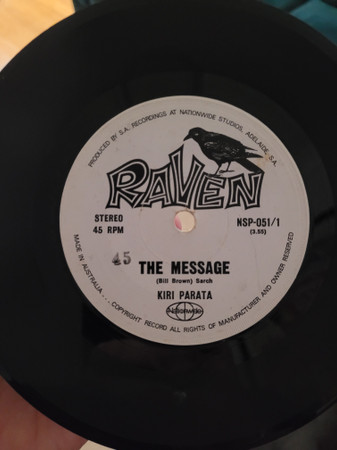 PRODUCED BY S.A. RECORDINGS AT NATIONWIDE STUDIOS, ADELAIDE, S.A.
RAVEN
STEREO
45 RPM
NSP-051/1
(3.55)
45
THE MESSAGE
(Bill Brown) Sarch
KIRI PARATA
NATIONWIDE
MADE IN AUSTRALIA...COPYRIGHT RECORD ALL RIGHTS OF MANUFACTURER AND OWNER RESERVED